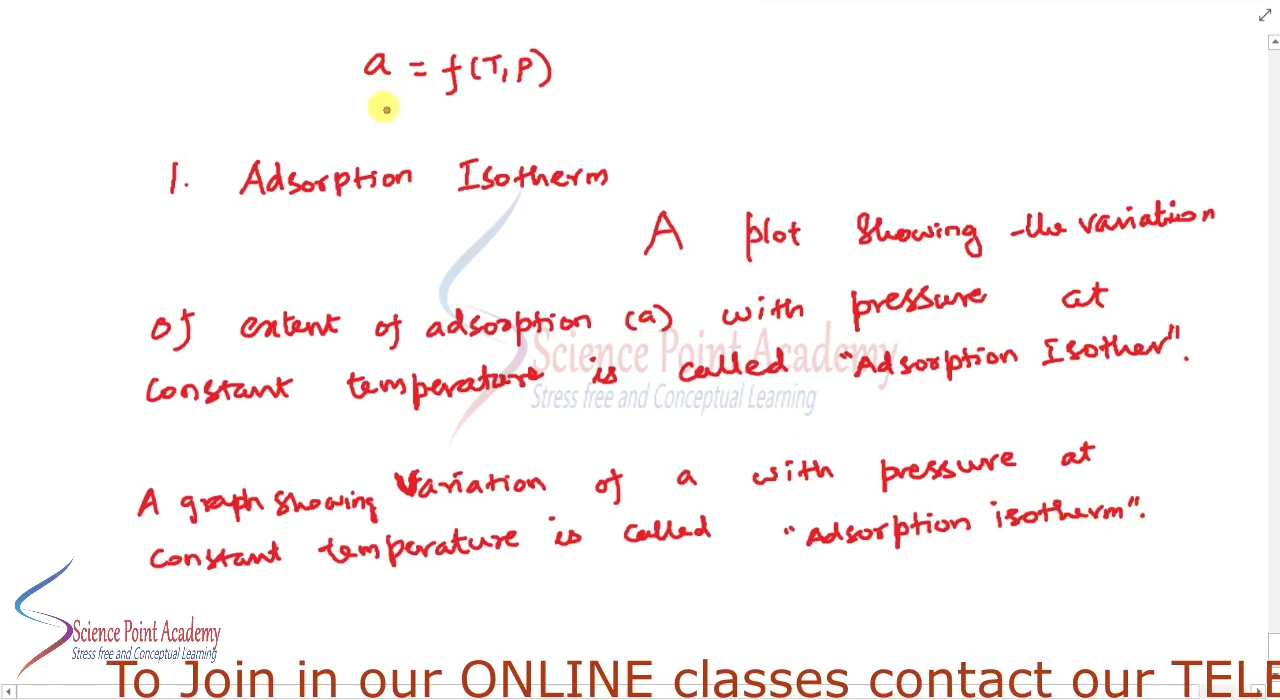 a = f(T, P)
1. Adsorption Isotherm
A plot showing the variation
of extent of adsorption (a) with pressure at
constant temperature is called "Adsorption Isother".
Science Point Academy
Stress free and Conceptual Learning
A graph showing Variation of a with pressure at
constant temperature is called "Adsorption isotherm".
Science Point Academy
Stress free and Conceptual Learning
To Join in our ONLINE classes contact our TELE